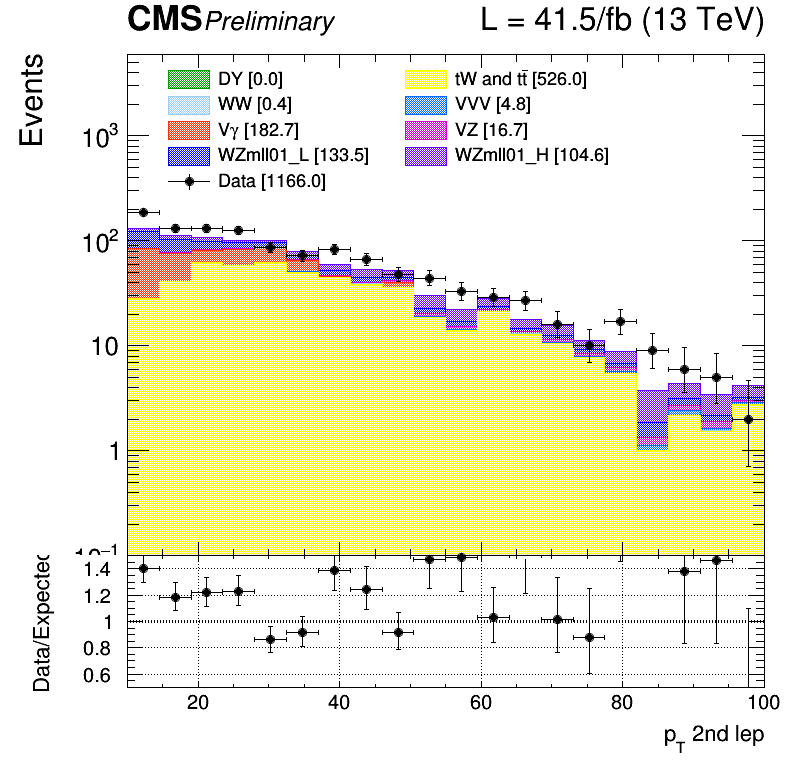 CMS Preliminary L = 41.5/fb (13 TeV)
Events
DY [0.0] tW and tt̄ [526.0]
WW [0.4] VVV [4.8]
Vγ [182.7] VZ [16.7]
WZmll01_L [133.5] WZmll01_H [104.6]
Data [1166.0]
10³
10²
10
1
10⁻¹
Data/Expected
1.4
1.2
1
0.8
0.6
20 40 60 80 100
p_T 2nd lep